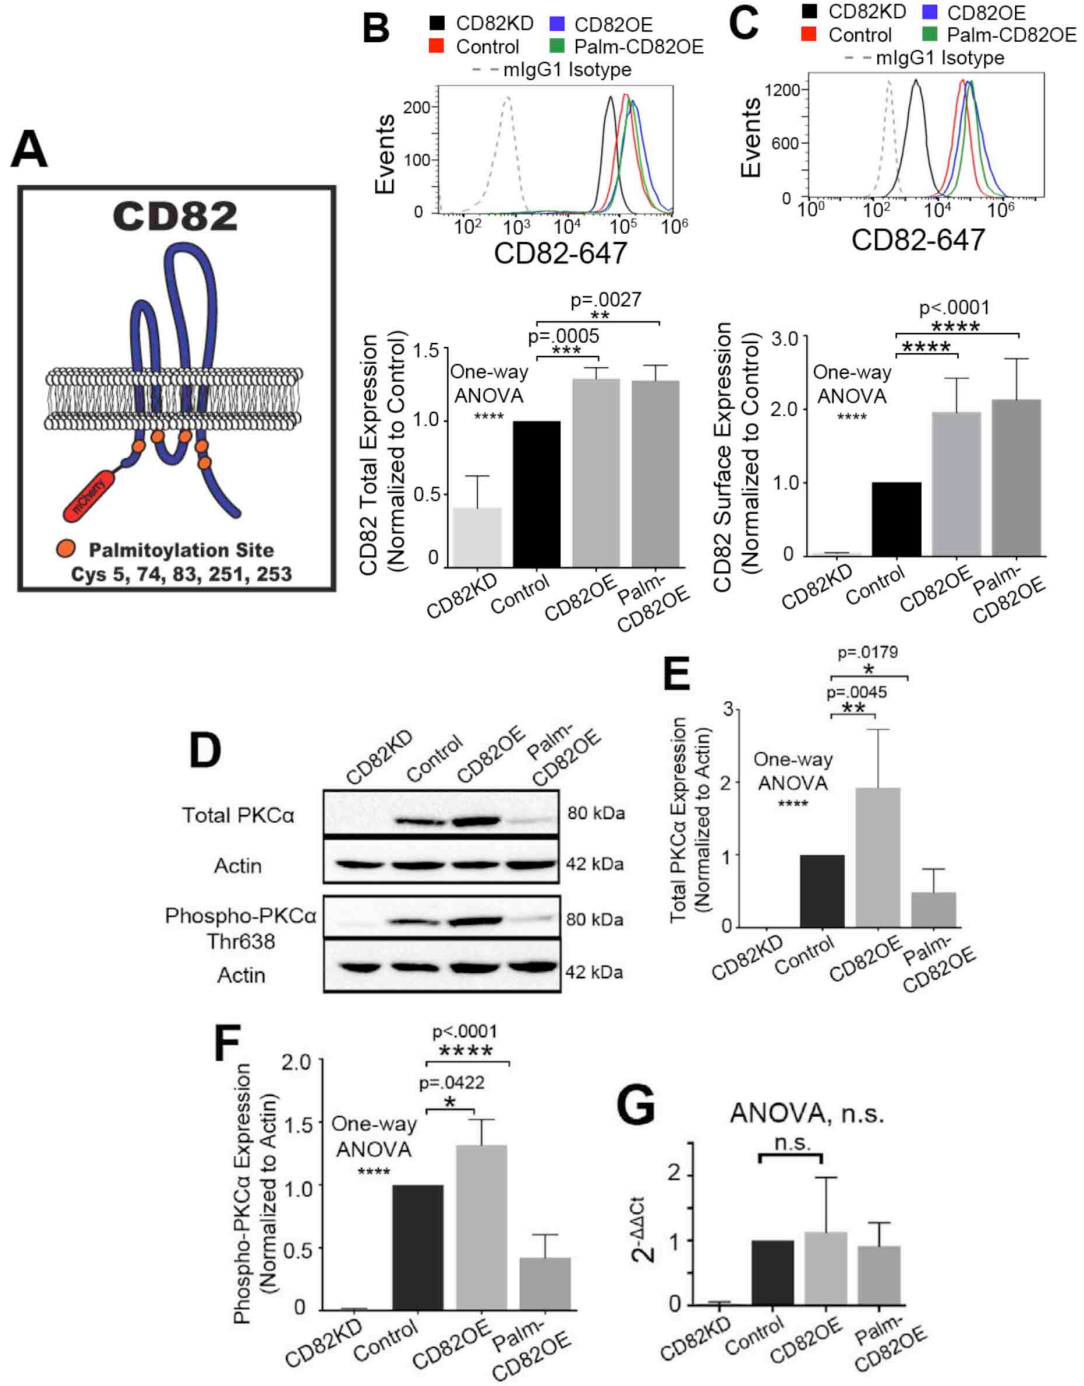 A
CD82
mCherry
Palmitoylation Site
Cys 5, 74, 83, 251, 253
B
CD82KD
CD82OE
Control
Palm-CD82OE
mIgG1 Isotype
Events
200
100
0
10² 10³ 10⁴ 10⁵ 10⁶
CD82-647
p=.0027
**
p=.0005
***
One-way
ANOVA
****
CD82 Total Expression
(Normalized to Control)
1.5
1.0
0.5
0
CD82KD
Control
CD82OE
Palm-
CD82OE
C
CD82KD
CD82OE
Control
Palm-CD82OE
mIgG1 Isotype
Events
1200
600
0
10⁰ 10² 10⁴ 10⁶
CD82-647
p<.0001
****
****
One-way
ANOVA
****
CD82 Surface Expression
(Normalized to Control)
3.0
2.0
1.0
0
CD82KD
Control
CD82OE
Palm-
CD82OE
D
CD82KD
Control
CD82OE
Palm-
CD82OE
Total PKCα
80 kDa
Actin
42 kDa
Phospho-PKCα
Thr638
80 kDa
Actin
42 kDa
E
p=.0179
*
p=.0045
**
One-way
ANOVA
****
Total PKCα Expression
(Normalized to Actin)
3
2
1
0
CD82KD
Control
CD82OE
Palm-
CD82OE
F
p<.0001
****
p=.0422
*
One-way
ANOVA
****
Phospho-PKCα Expression
(Normalized to Actin)
2.0
1.5
1.0
0.5
0
CD82KD
Control
CD82OE
Palm-
CD82OE
G
ANOVA, n.s.
n.s.
2⁻ΔΔCt
2
1
0
CD82KD
Control
CD82OE
Palm-
CD82OE